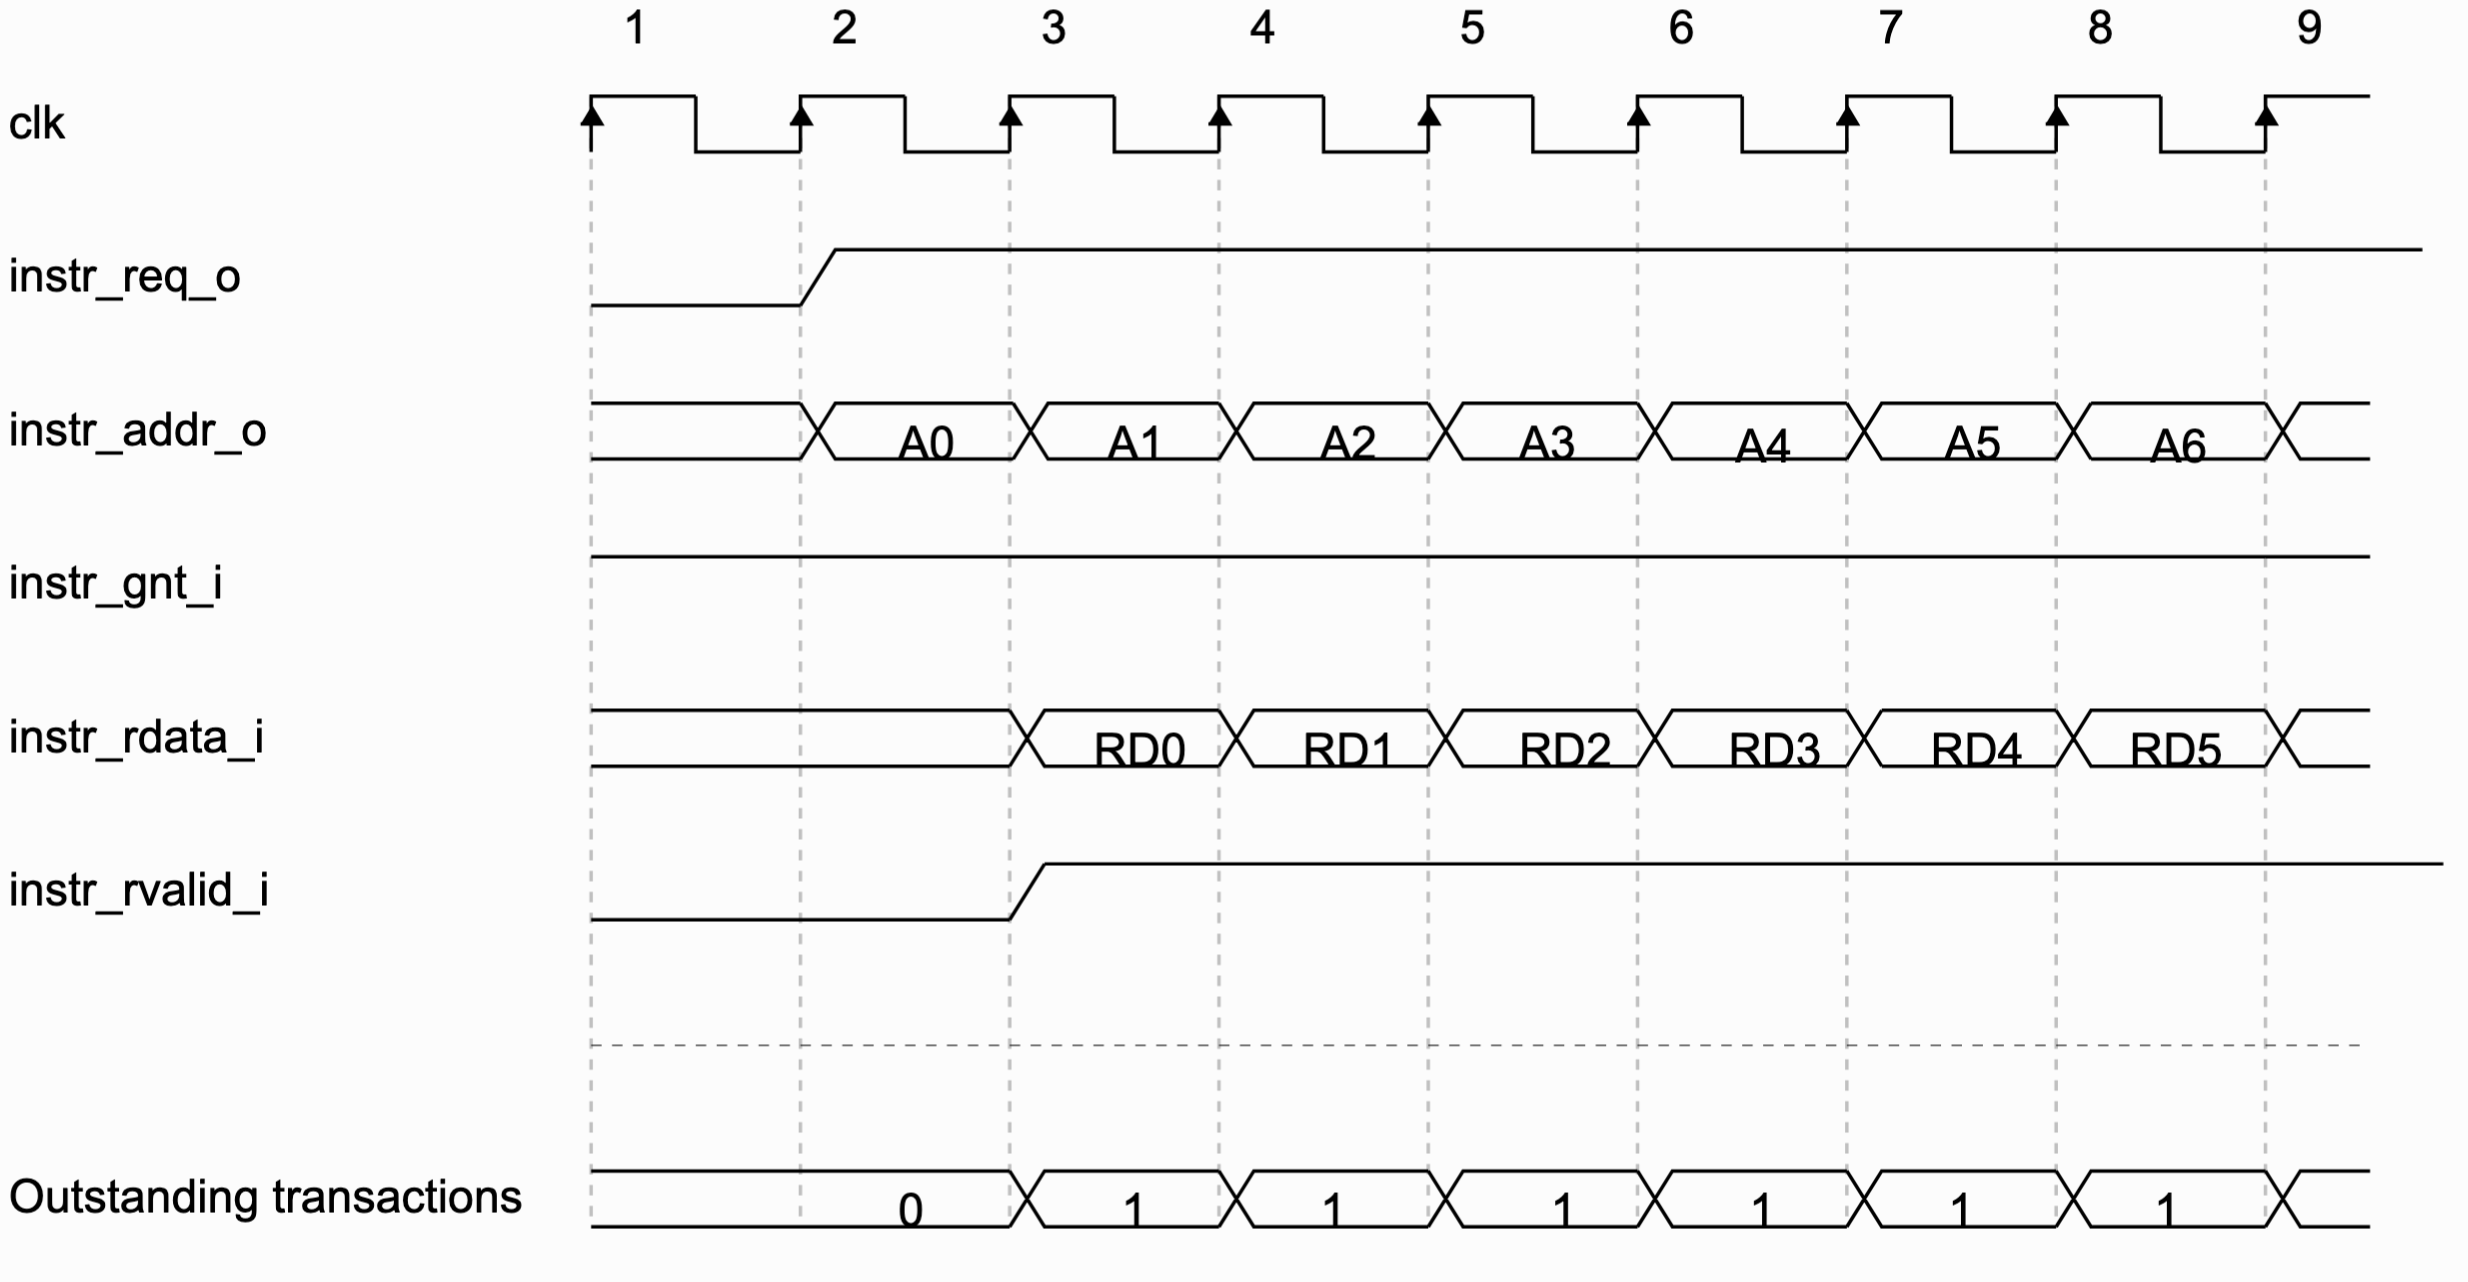 1 2 3 4 5 6 7 8 9
clk
instr_req_o
instr_addr_o A0 A1 A2 A3 A4 A5 A6
instr_gnt_i
instr_rdata_i RD0 RD1 RD2 RD3 RD4 RD5
instr_rvalid_i
Outstanding transactions 0 1 1 1 1 1 1